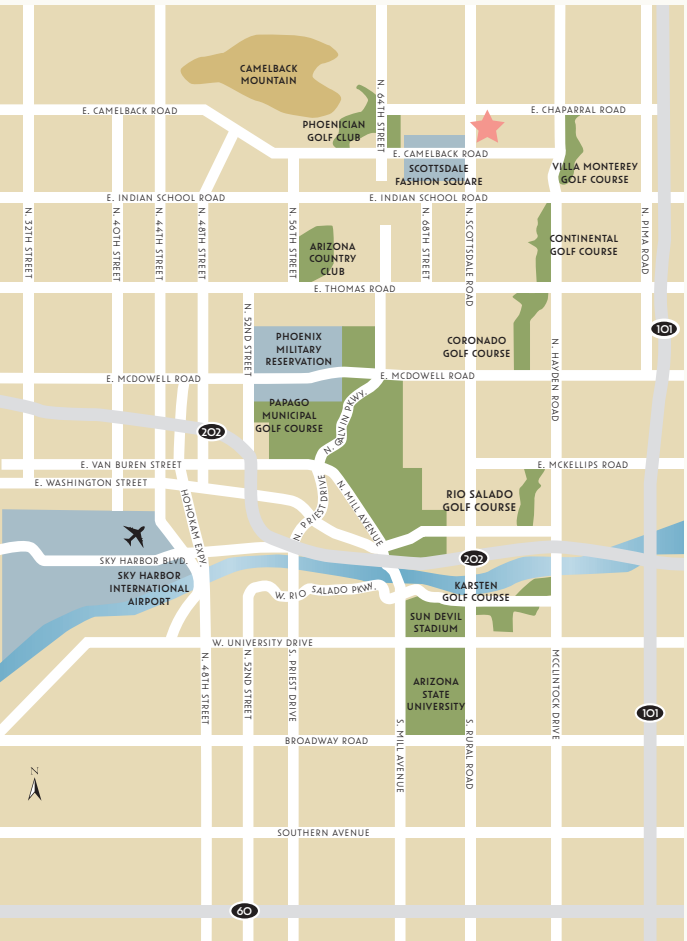 CAMELBACK
MOUNTAIN
N. 64TH STREET
E. CAMELBACK ROAD
E. CHAPARRAL ROAD
PHOENICIAN
GOLF CLUB
E. CAMELBACK ROAD
SCOTTSDALE
FASHION SQUARE
VILLA MONTEREY
GOLF COURSE
E. INDIAN SCHOOL ROAD
E. INDIAN SCHOOL ROAD
N. 32TH STREET
N. 40TH STREET
N. 44TH STREET
N. 48TH STREET
N. 56TH STREET
N. 68TH STREET
N. SCOTTSDALE ROAD
N. PIMA ROAD
ARIZONA
COUNTRY
CLUB
CONTINENTAL
GOLF COURSE
E. THOMAS ROAD
N. 52ND STREET
101
PHOENIX
MILITARY
RESERVATION
CORONADO
GOLF COURSE
N. HAYDEN ROAD
E. MCDOWELL ROAD
E. MCDOWELL ROAD
PAPAGO
MUNICIPAL
GOLF COURSE
N. GALVIN PKWY.
202
E. VAN BUREN STREET
E. MCKELLIPS ROAD
E. WASHINGTON STREET
HOHOKAM EXPY.
N. PRIEST DRIVE
N. MILL AVENUE
RIO SALADO
GOLF COURSE
SKY HARBOR BLVD.
202
SKY HARBOR
INTERNATIONAL
AIRPORT
W. RIO SALADO PKW.
KARSTEN
GOLF COURSE
SUN DEVIL
STADIUM
W. UNIVERSITY DRIVE
N. 48TH STREET
N. 52ND STREET
S. PRIEST DRIVE
MCCLINTOCK DRIVE
ARIZONA
STATE
UNIVERSITY
101
S. MILL AVENUE
S. RURAL ROAD
BROADWAY ROAD
N
SOUTHERN AVENUE
60